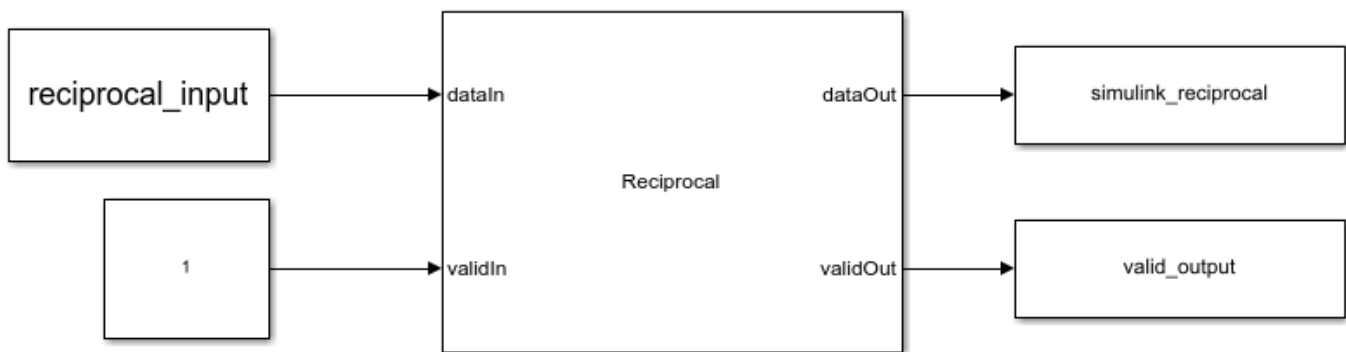 reciprocal_input
dataIn
dataOut
simulink_reciprocal
Reciprocal
1
validIn
validOut
valid_output